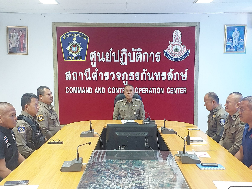 ศูนย์ปฏิบัติการ
สถานีตำรวจภูธรกันทรลักษ์
COMMAND AND CONTROL OPERATION CENTER